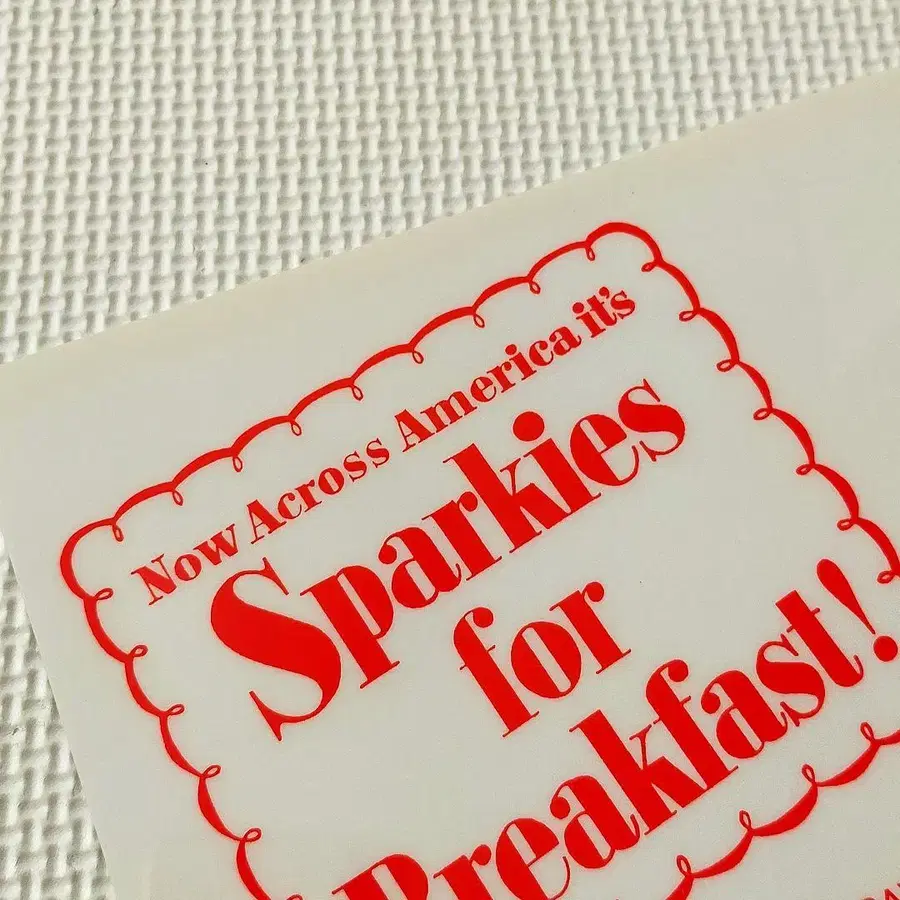 Now Across America it's
Sparkies
for
Breakfast!